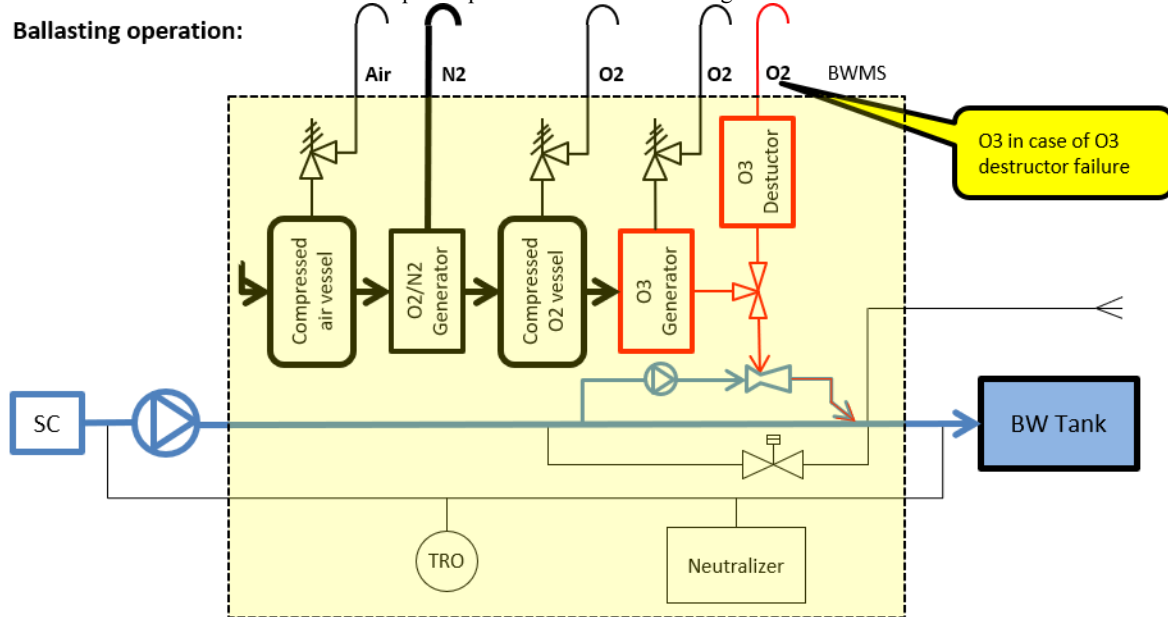 Ballasting operation:
Air
N2
O2
O2
O2
BWMS
O3 in case of O3
destructor failure
Compressed
air vessel
O2/N2
Generator
Compressed
O2 vessel
O3
Generator
O3
Destuctor
SC
BW Tank
TRO
Neutralizer